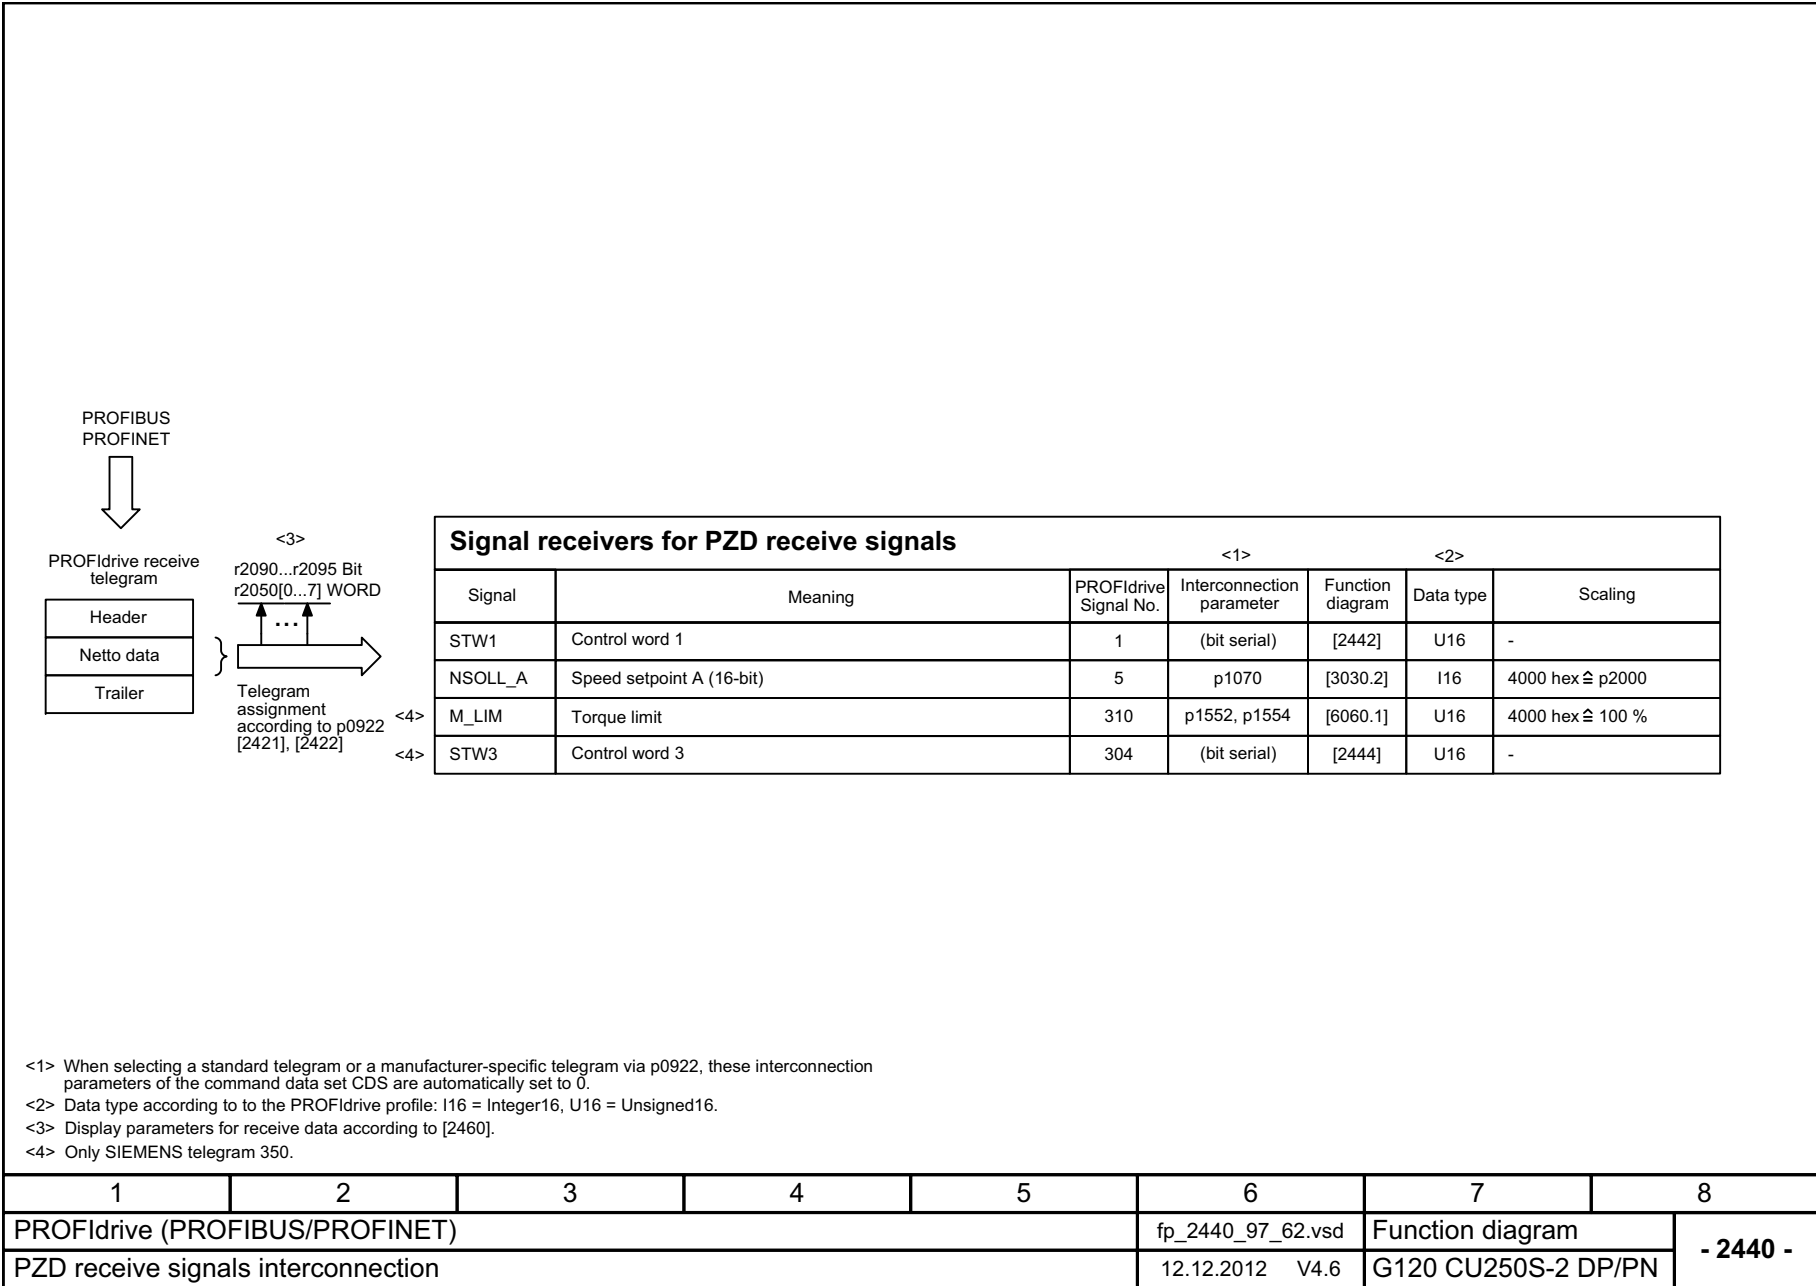 PROFIBUS
PROFINET
PROFIdrive receive
telegram
Header
Netto data
Trailer
<3>
r2090...r2095 Bit
r2050[0...7] WORD
...
Telegram
assignment
according to p0922
[2421], [2422]
Signal receivers for PZD receive signals
<1> <2>
Signal Meaning PROFIdrive Signal No. Interconnection parameter Function diagram Data type Scaling
STW1 Control word 1 1 (bit serial) [2442] U16 -
NSOLL_A Speed setpoint A (16-bit) 5 p1070 [3030.2] I16 4000 hex ≙ p2000
<4> M_LIM Torque limit 310 p1552, p1554 [6060.1] U16 4000 hex ≙ 100 %
<4> STW3 Control word 3 304 (bit serial) [2444] U16 -
<1> When selecting a standard telegram or a manufacturer-specific telegram via p0922, these interconnection
parameters of the command data set CDS are automatically set to 0.
<2> Data type according to to the PROFIdrive profile: I16 = Integer16, U16 = Unsigned16.
<3> Display parameters for receive data according to [2460].
<4> Only SIEMENS telegram 350.
1 2 3 4 5 6 7 8
PROFIdrive (PROFIBUS/PROFINET) fp_2440_97_62.vsd Function diagram
- 2440 -
PZD receive signals interconnection 12.12.2012 V4.6 G120 CU250S-2 DP/PN